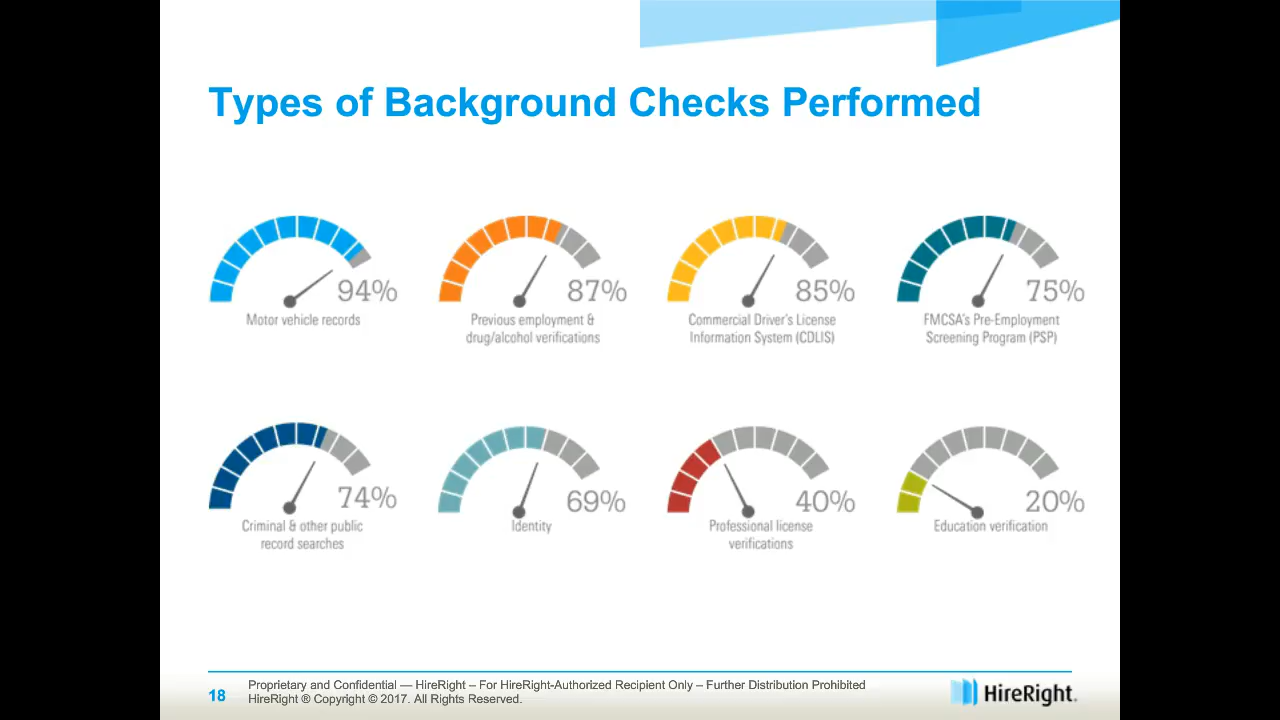 Types of Background Checks Performed
94%
Motor vehicle records
87%
Previous employment &
drug/alcohol verifications
85%
Commercial Driver's License
Information System (CDLIS)
75%
FMCSA's Pre-Employment
Screening Program (PSP)
74%
Criminal & other public
record searches
69%
Identity
40%
Professional license
verifications
20%
Education verification
18
Proprietary and Confidential — HireRight – For HireRight-Authorized Recipient Only – Further Distribution Prohibited
HireRight ® Copyright © 2017. All Rights Reserved.
HireRight.